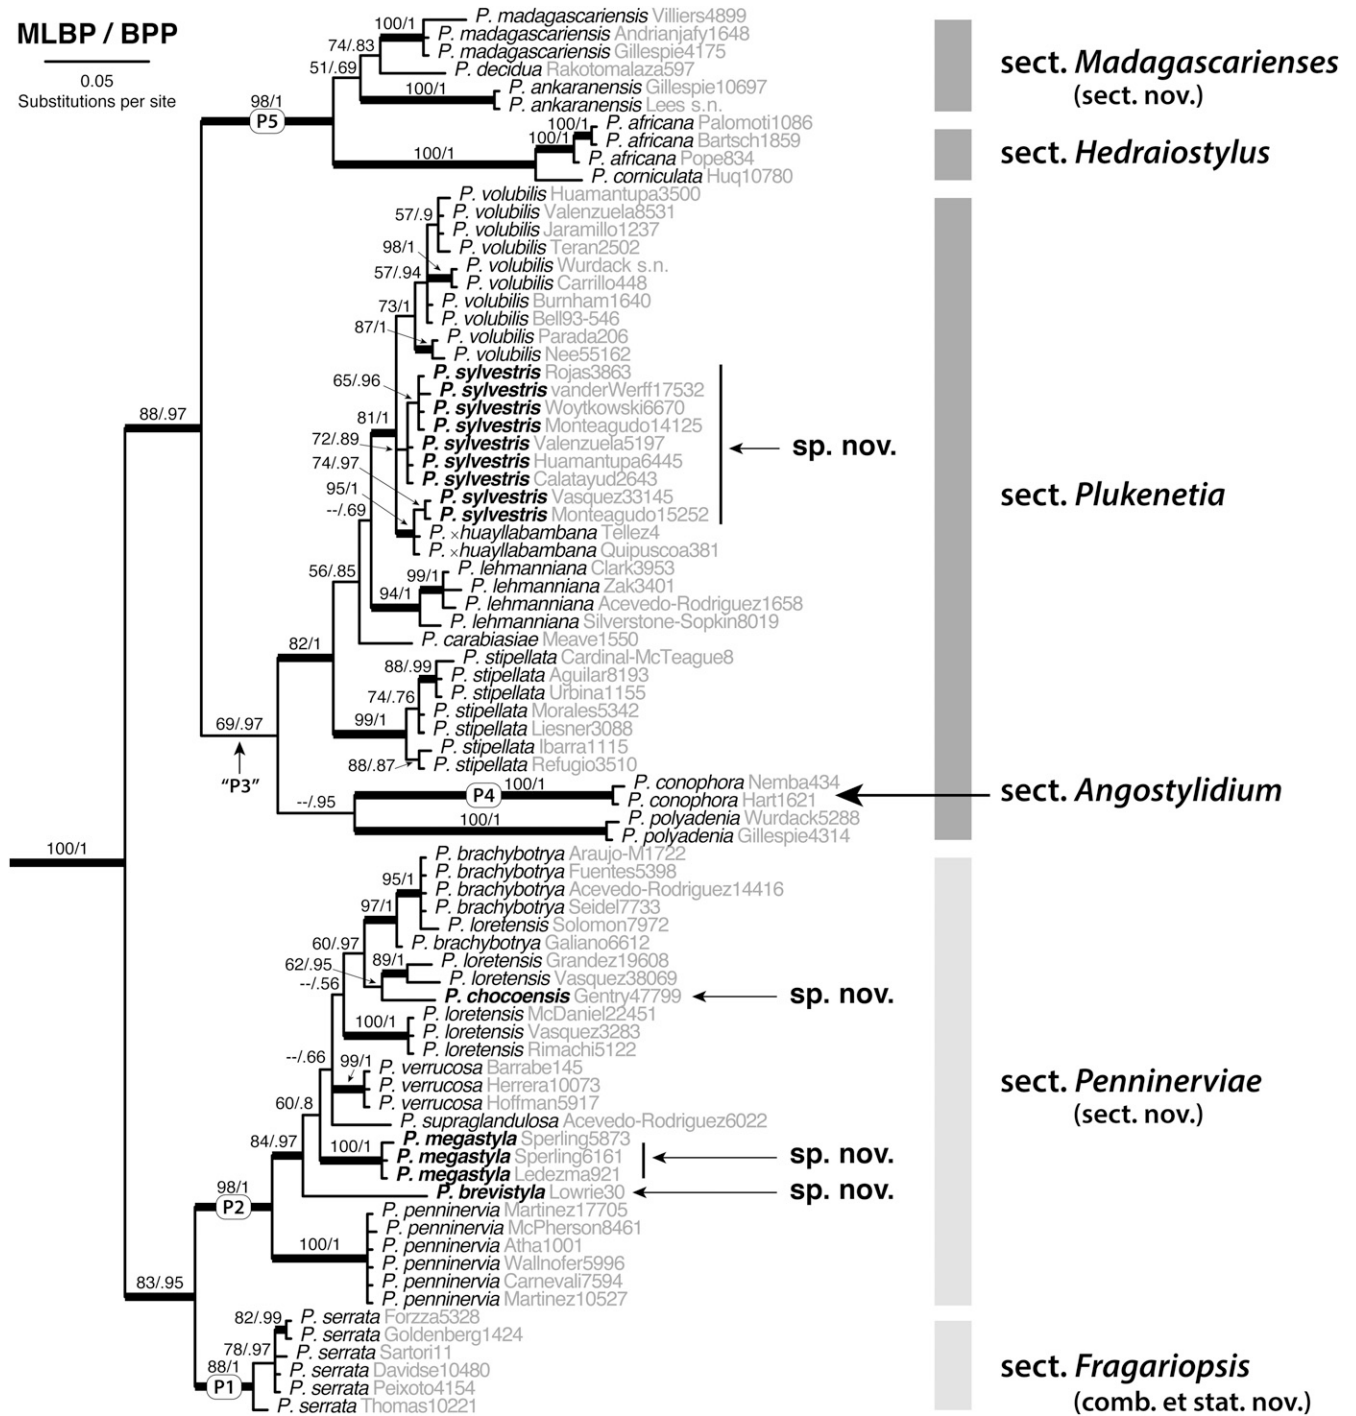 MLBP / BPP
0.05
Substitutions per site
100/1
88/.97
98/1
P5
51/.69
74/.83
100/1
P. madagascariensis Villiers4899
P. madagascariensis Andrianjafy1648
P. madagascariensis Gillespie4175
P. decidua Rakotomalaza597
100/1
P. ankaranensis Gillespie10697
P. ankaranensis Lees s.n.
sect. Madagascarienses
(sect. nov.)
100/1
100/1
100/1
P. africana Palomoti1086
P. africana Bartsch1859
P. africana Pope834
P. corniculata Huq10780
sect. Hedraiostylus
69/.97
"P3"
82/1
56/.85
--/.69
81/1
73/1
57/.94
57/.9
P. volubilis Huamantupa3500
P. volubilis Valenzuela8531
P. volubilis Jaramillo1237
P. volubilis Teran2502
98/1
P. volubilis Wurdack s.n.
P. volubilis Carrillo448
P. volubilis Burnham1640
P. volubilis Bell93-546
87/1
P. volubilis Parada206
P. volubilis Nee55162
72/.89
65/.96
P. sylvestris Rojas3863
P. sylvestris vanderWerff17532
P. sylvestris Woytkowski6670
P. sylvestris Monteagudo14125
P. sylvestris Valenzuela5197
P. sylvestris Huamantupa6445
P. sylvestris Calatayud2643
95/1
74/.97
P. sylvestris Vasquez33145
P. sylvestris Monteagudo15252
sp. nov.
P. ×huayllabambana Tellez4
P. ×huayllabambana Quipuscoa381
94/1
99/1
P. lehmanniana Clark3953
P. lehmanniana Zak3401
P. lehmanniana Acevedo-Rodriguez1658
P. lehmanniana Silverstone-Sopkin8019
P. carabiasiae Meave1550
99/1
74/.76
88/.99
P. stipellata Cardinal-McTeague8
P. stipellata Aguilar8193
P. stipellata Urbina1155
P. stipellata Morales5342
P. stipellata Liesner3088
88/.87
P. stipellata Ibarra1115
P. stipellata Refugio3510
sect. Plukenetia
--/.95
P4
100/1
P. conophora Nemba434
P. conophora Hart1621
sect. Angostylidium
100/1
P. polyadenia Wurdack5288
P. polyadenia Gillespie4314
83/.95
98/1
P2
84/.97
60/.8
--/.66
--/.56
60/.97
97/1
95/1
P. brachybotrya Araujo-M1722
P. brachybotrya Fuentes5398
P. brachybotrya Acevedo-Rodriguez14416
P. brachybotrya Seidel7733
P. loretensis Solomon7972
P. brachybotrya Galiano6612
62/.95
89/1
P. loretensis Grandez19608
P. loretensis Vasquez38069
P. chocoensis Gentry47799
sp. nov.
100/1
P. loretensis McDaniel22451
P. loretensis Vasquez3283
P. loretensis Rimachi5122
99/1
P. verrucosa Barrabe145
P. verrucosa Herrera10073
P. verrucosa Hoffman5917
P. supraglandulosa Acevedo-Rodriguez6022
100/1
P. megastyla Sperling5873
P. megastyla Sperling6161
P. megastyla Ledezma921
sp. nov.
P. brevistyla Lowrie30
sp. nov.
100/1
P. penninervia Martinez17705
P. penninervia McPherson8461
P. penninervia Atha1001
P. penninervia Wallnofer5996
P. penninervia Carnevali7594
P. penninervia Martinez10527
sect. Penninerviae
(sect. nov.)
88/1
P1
78/.97
82/.99
P. serrata Forzza5328
P. serrata Goldenberg1424
P. serrata Sartori11
P. serrata Davidse10480
P. serrata Peixoto4154
P. serrata Thomas10221
sect. Fragariopsis
(comb. et stat. nov.)